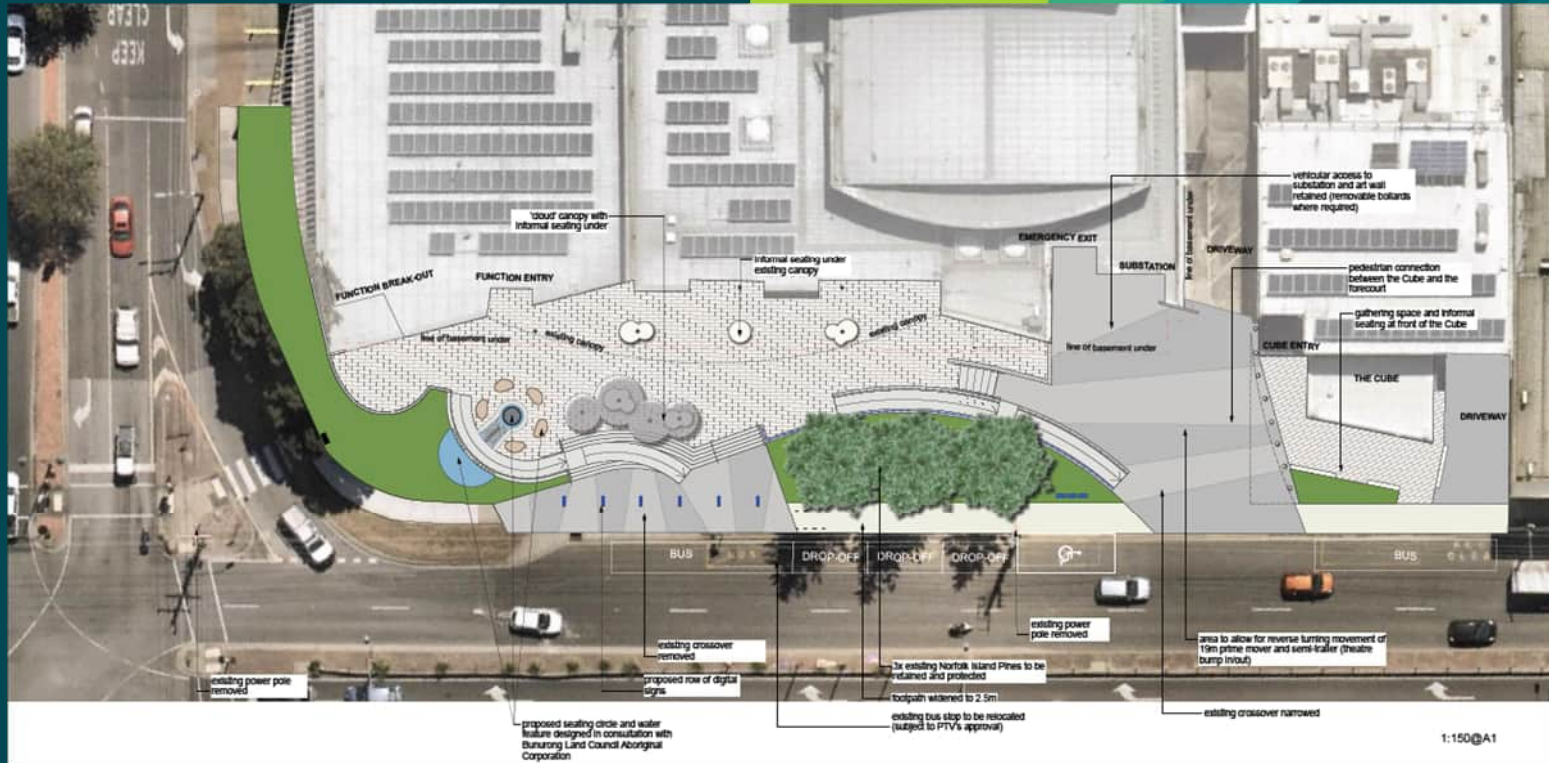 KEEP
CLEAR
vehicular access to
substation and art wall
retained (removable bollards
where required)
'cloud' canopy with
informal seating under
informal seating under
existing canopy
EMERGENCY EXIT
SUBSTATION
line of basement under
DRIVEWAY
pedestrian connection
between the Cube and the
forecourt
FUNCTION BREAK-OUT
FUNCTION ENTRY
gathering space and informal
seating at front of the Cube
line of basement under
existing canopy
existing canopy
line of basement under
CUBE ENTRY
THE CUBE
DRIVEWAY
BUS
BUS
DROP-OFF
DROP-OFF
DROP-OFF
BUS
KEEP
CLEAR
existing power pole
removed
existing crossover
removed
proposed row of digital
signs
existing power
pole removed
3x existing Norfolk Island Pines to be
retained and protected
footpath widened to 2.5m
existing bus stop to be relocated
(subject to PTV's approval)
area to allow for reverse turning movement of
19m prime mover and semi-trailer (theatre
bump in/out)
existing crossover narrowed
proposed seating circle and water
feature designed in consultation with
Bunurong Land Council Aboriginal
Corporation
1:150@A1